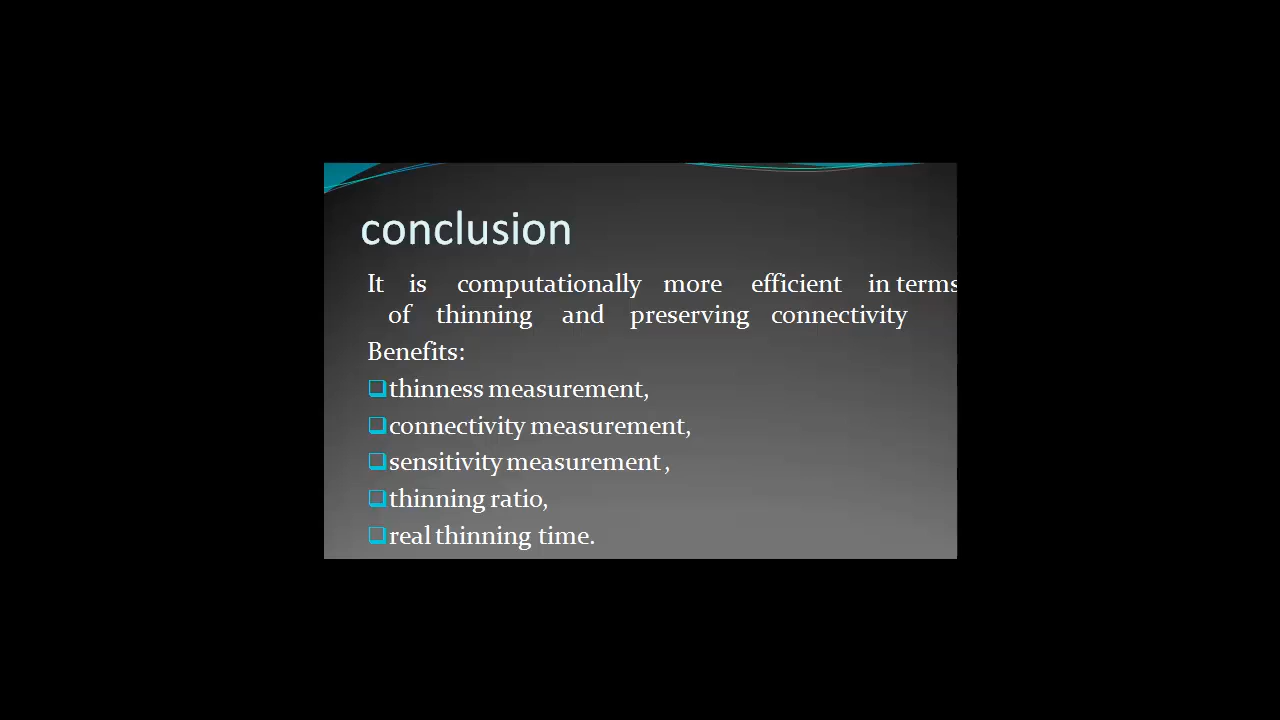 conclusion
It is computationally more efficient in terms
of thinning and preserving connectivity
Benefits:
thinness measurement,
connectivity measurement,
sensitivity measurement ,
thinning ratio,
real thinning time.